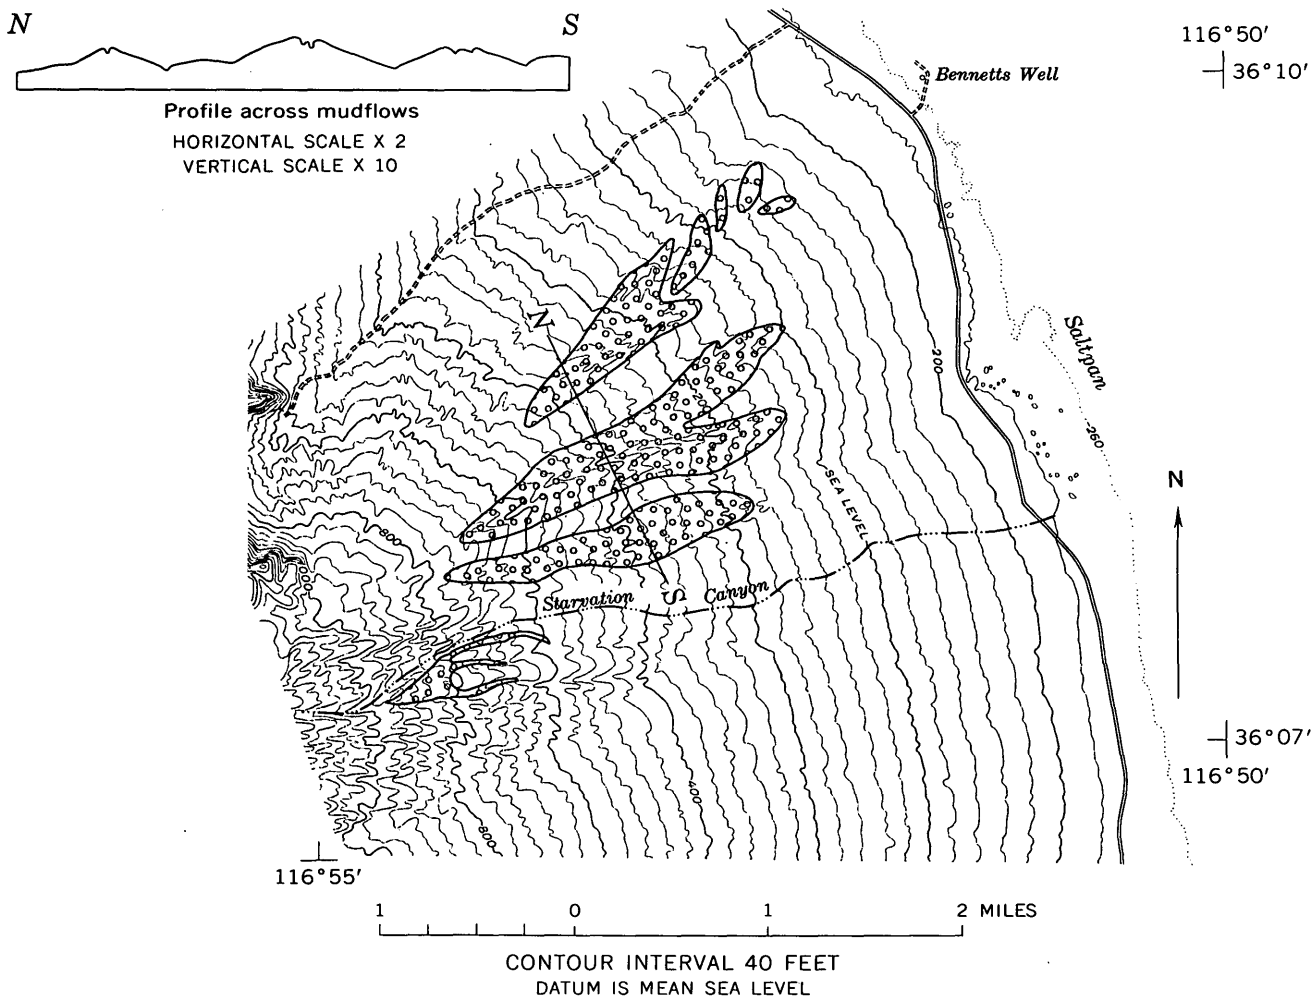 N S
Profile across mudflows
HORIZONTAL SCALE X 2
VERTICAL SCALE X 10
116°50'
36°10'
Bennetts Well
N
Saltpan
200
-260
SEA LEVEL
N
800
200
Starvation S Canyon
36°07'
116°50'
400
800
116°55'
1 0 1 2 MILES
CONTOUR INTERVAL 40 FEET
DATUM IS MEAN SEA LEVEL